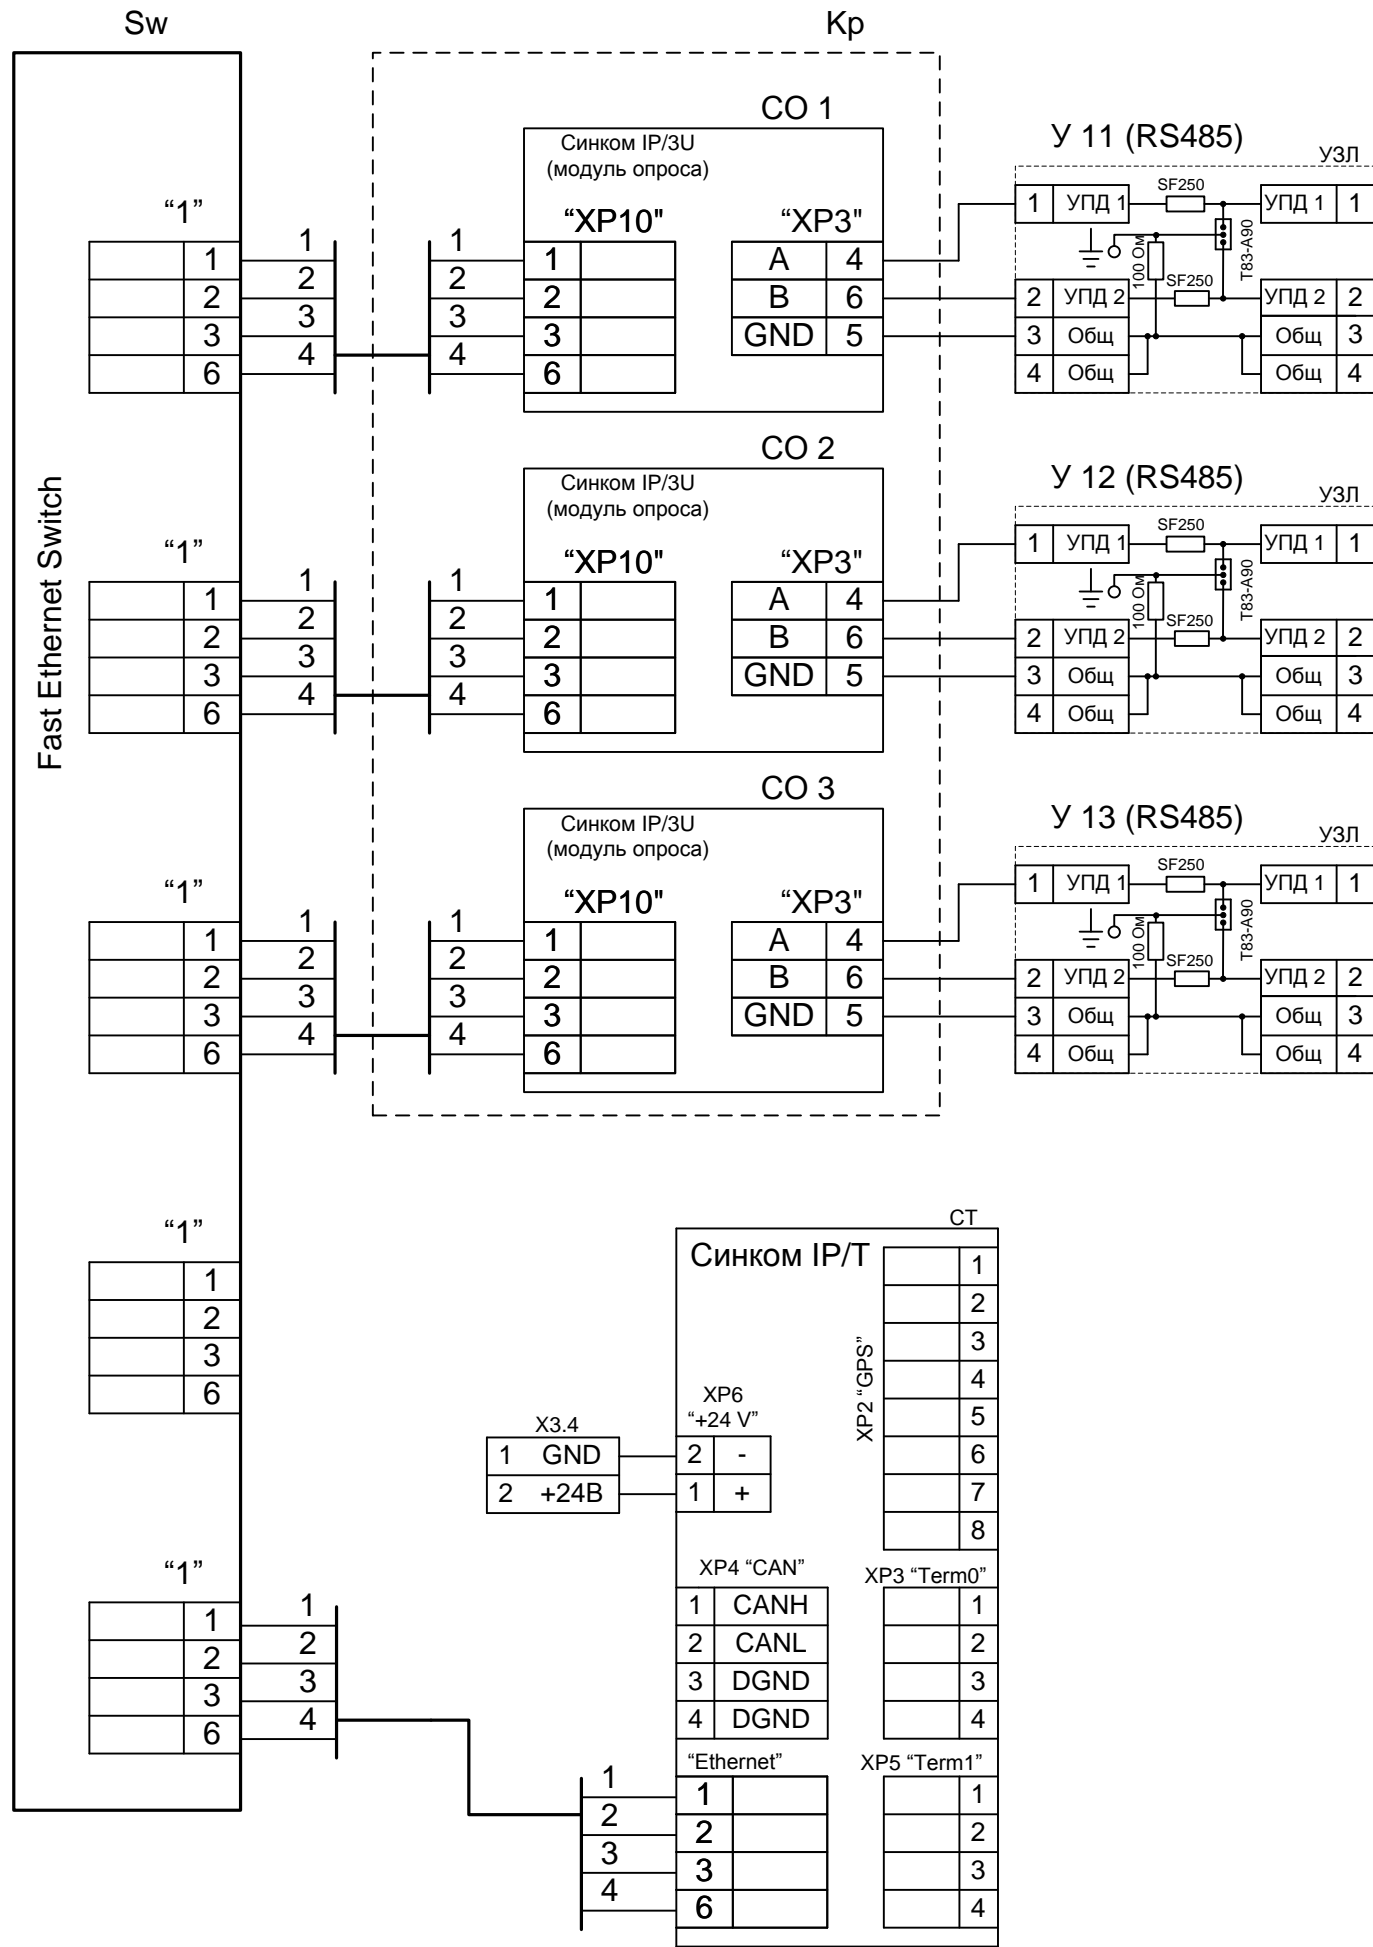 Sw
Кр
Fast Ethernet Switch
СО 1
Синком IP/3U
(модуль опроса)
У 11 (RS485)
УЗЛ
“1”
“XP10"
“XP3"
1 1 1 1
2 2 2 2
3 3 3 3
6 4 4 6
A 4
B 6
GND 5
1 УПД 1 SF250 УПД 1 1
100 Ом T83-A90
2 УПД 2 SF250 УПД 2 2
3 Общ Общ 3
4 Общ Общ 4
СО 2
Синком IP/3U
(модуль опроса)
У 12 (RS485)
УЗЛ
“1”
“XP10"
“XP3"
1 1 1 1
2 2 2 2
3 3 3 3
6 4 4 6
A 4
B 6
GND 5
1 УПД 1 SF250 УПД 1 1
100 Ом T83-A90
2 УПД 2 SF250 УПД 2 2
3 Общ Общ 3
4 Общ Общ 4
СО 3
Синком IP/3U
(модуль опроса)
У 13 (RS485)
УЗЛ
“1”
“XP10"
“XP3"
1 1 1 1
2 2 2 2
3 3 3 3
6 4 4 6
A 4
B 6
GND 5
1 УПД 1 SF250 УПД 1 1
100 Ом T83-A90
2 УПД 2 SF250 УПД 2 2
3 Общ Общ 3
4 Общ Общ 4
“1”
1
2
3
6
СТ
Синком IP/T
XP2 “GPS”
1
2
3
4
5
6
7
8
X3.4
1 GND
2 +24В
XP6
“+24 V”
2 -
1 +
XP4 “CAN”
1 CANH
2 CANL
3 DGND
4 DGND
XP3 “Term0”
1
2
3
4
“1”
1 1
2 2
3 3
6 4
“Ethernet”
1 1
2 2
3 3
4 6
XP5 “Term1”
1
2
3
4